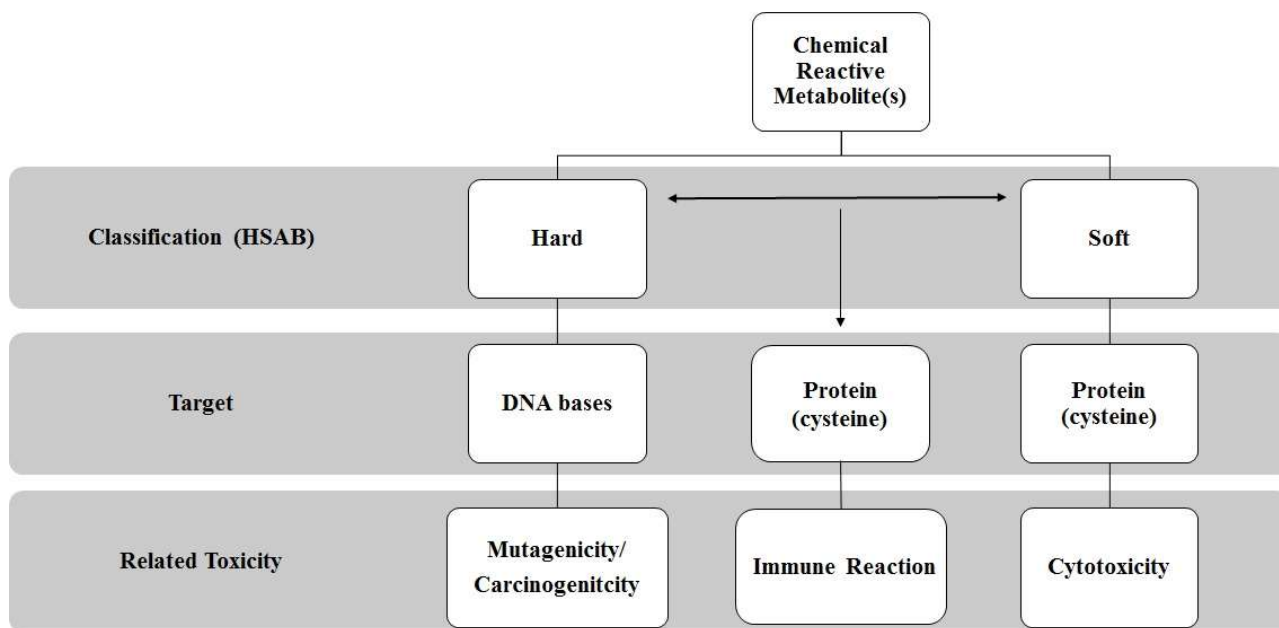 Chemical
Reactive
Metabolite(s)
Classification (HSAB)
Hard
Soft
Target
DNA bases
Protein
(cysteine)
Protein
(cysteine)
Related Toxicity
Mutagenicity/
Carcinogenitcity
Immune Reaction
Cytotoxicity